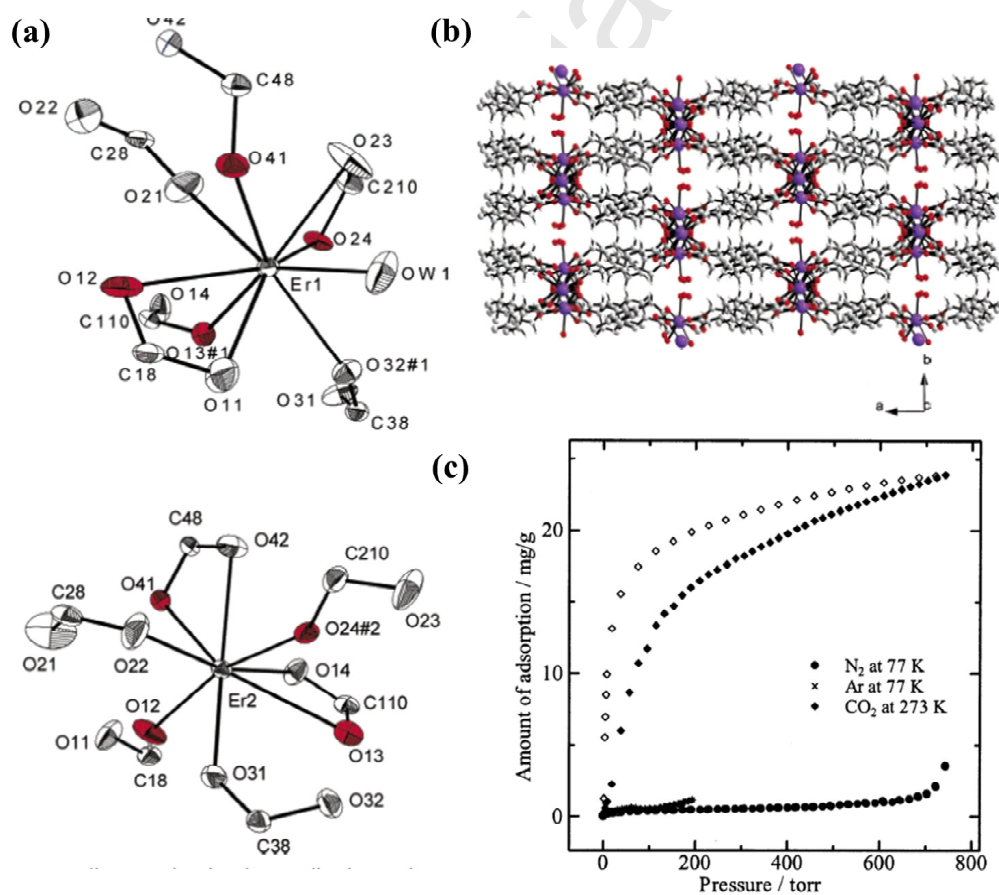 (a)
O42
C48
O22
C28
O41
O23
C210
O21
O24
O12
Er1
OW1
O14
C110
O13#1
C18
O11
O32#1
O31
C38
(b)
b
a
c
C48
O42
C210
O41
C28
O24#2
O23
O21
O22
O14
Er2
C110
O12
O11
O13
C18
O31
O32
C38
(c)
Amount of adsorption / mg/g
20
10
0
N₂ at 77 K
Ar at 77 K
CO₂ at 273 K
0 200 400 600 800
Pressure / torr